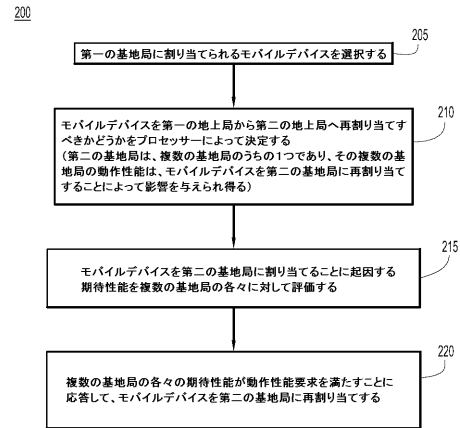 200
第一の基地局に割り当てられるモバイルデバイスを選択する
205
モバイルデバイスを第一の地上局から第二の地上局へ再割り当てす
べきかどうかをプロセッサーによって決定する
(第二の基地局は、複数の基地局のうちの1つであり、その複数の基
地局の動作性能は、モバイルデバイスを第二の基地局に再割り当て
することによって影響を与えられ得る)
210
モバイルデバイスを第二の基地局に割り当てることに起因する
期待性能を複数の基地局の各々に対して評価する
215
複数の基地局の各々の期待性能が動作性能要求を満たすことに
応答して、モバイルデバイスを第二の基地局に再割り当てする
220